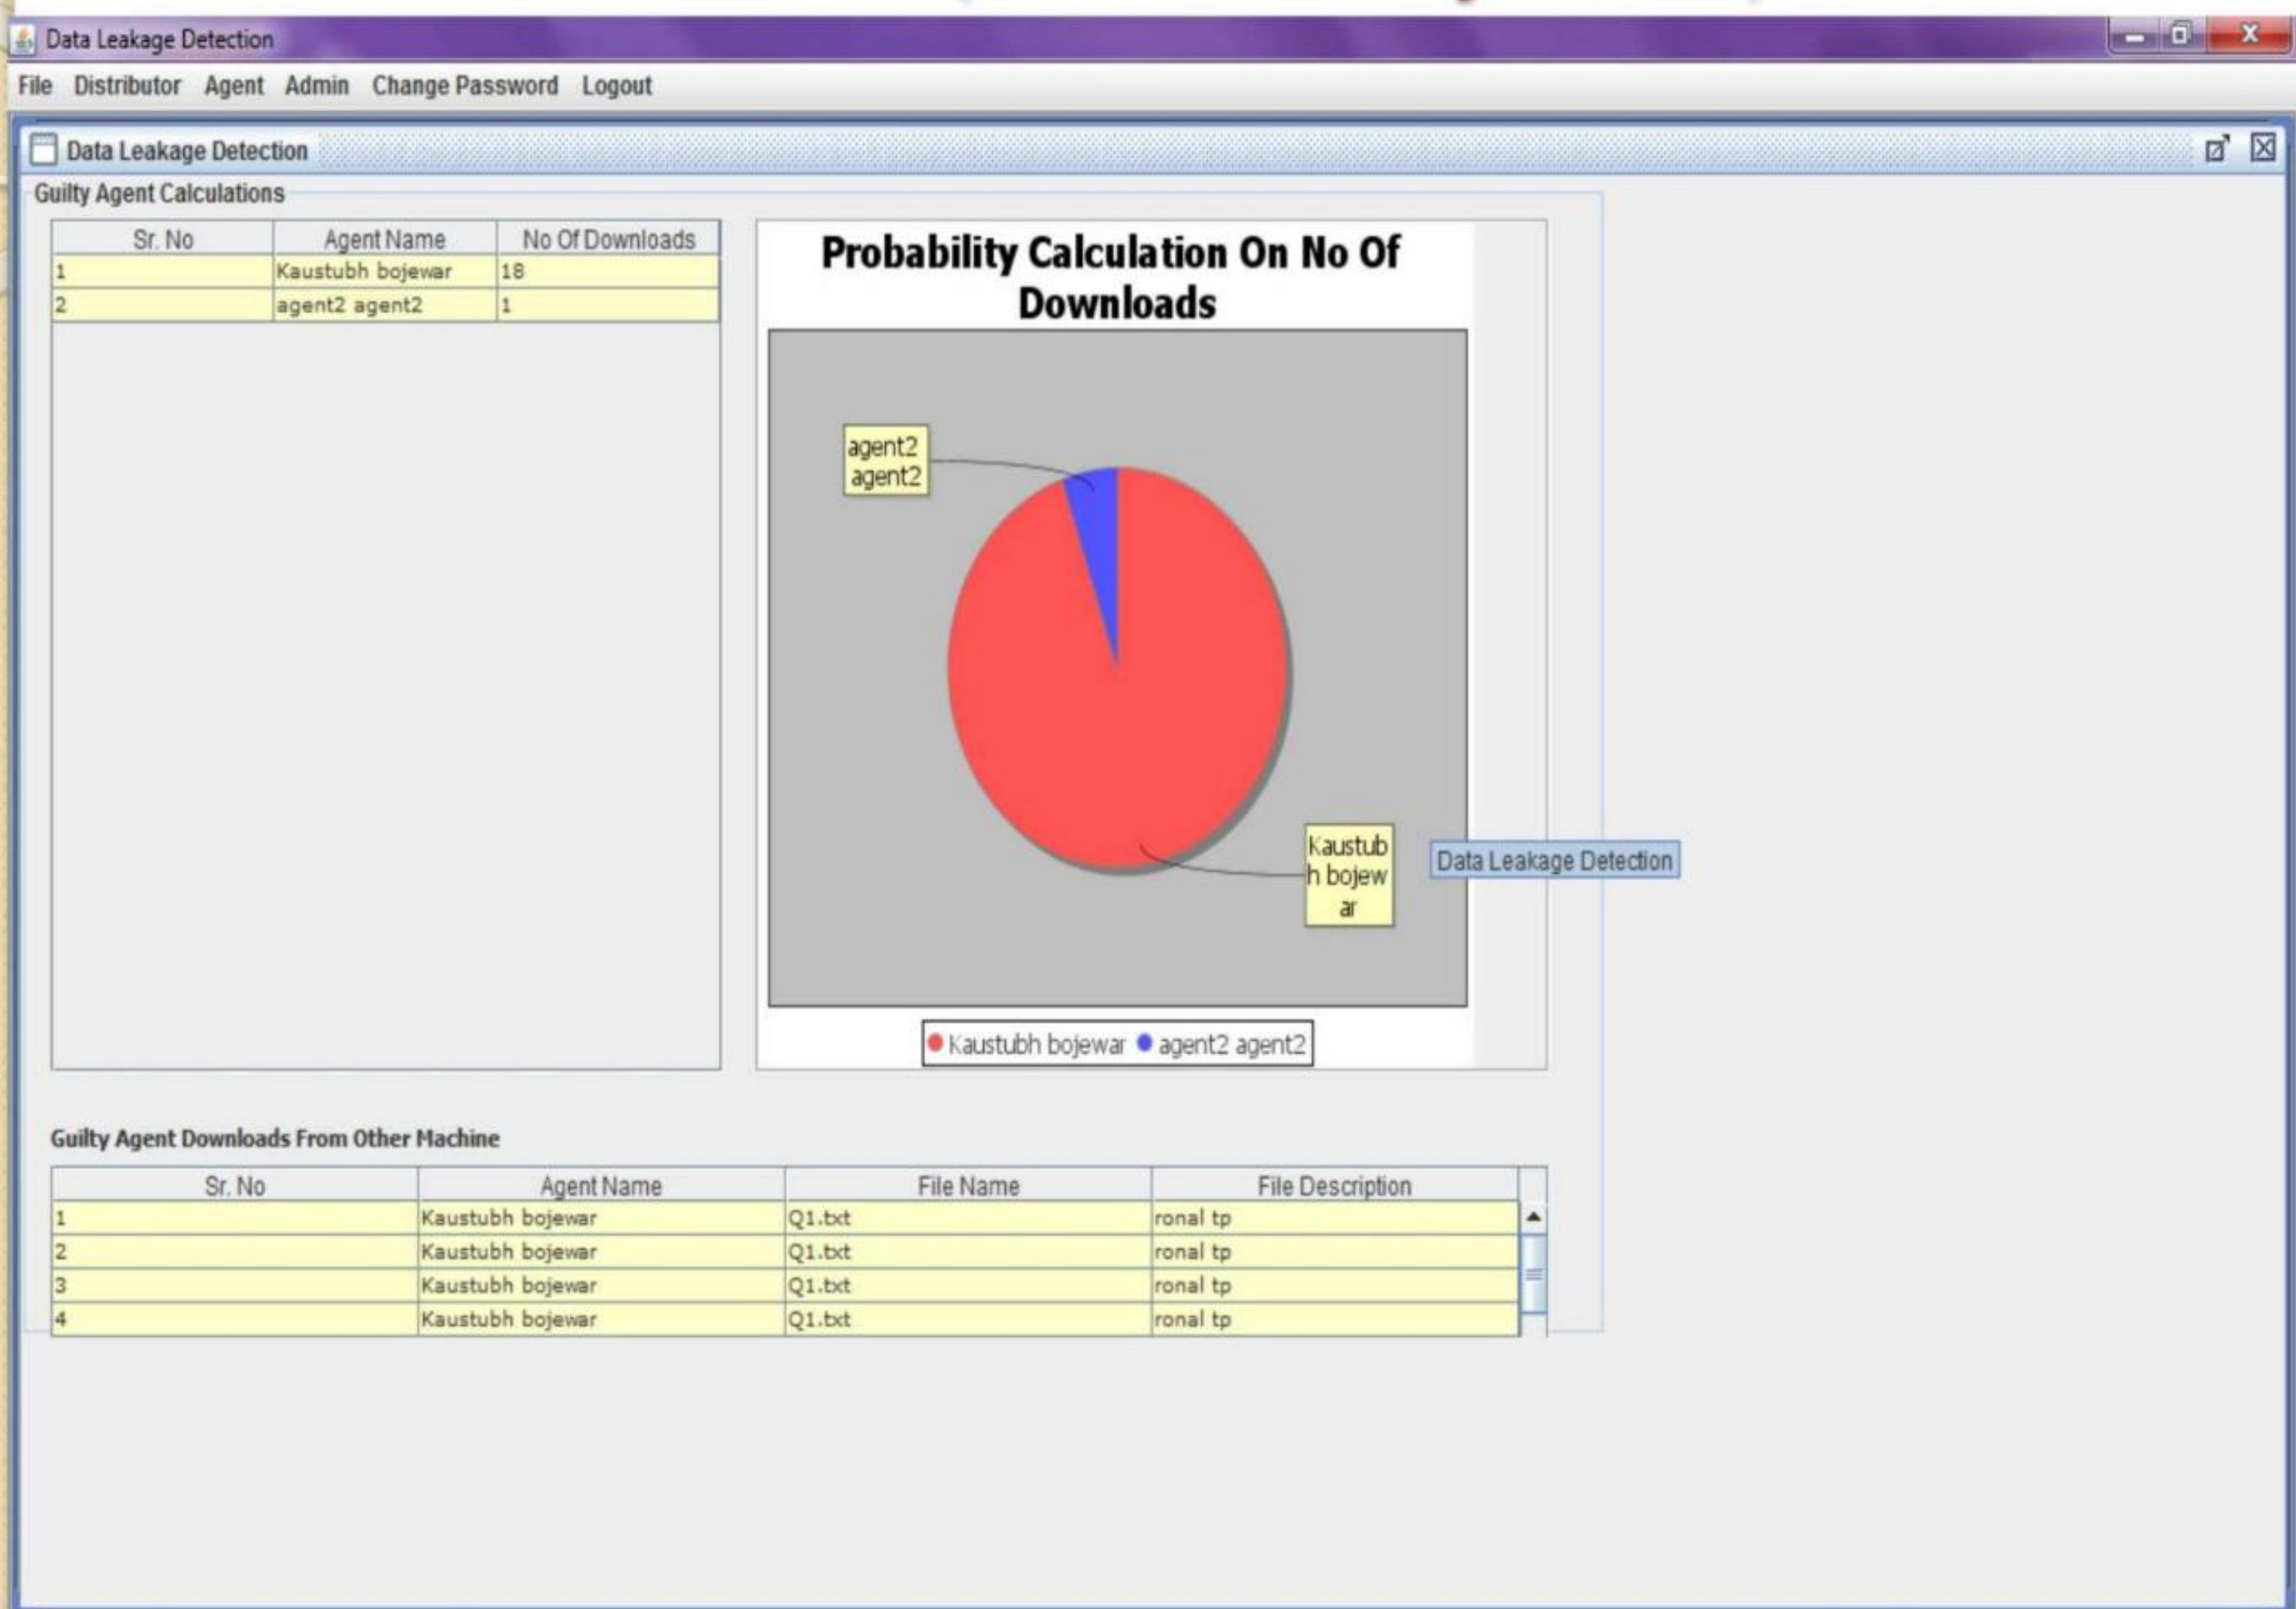 Data Leakage Detection
File Distributor Agent Admin Change Password Logout
Data Leakage Detection
Guilty Agent Calculations
Sr. No Agent Name No Of Downloads
1 Kaustubh bojewar 18
2 agent2 agent2 1
Probability Calculation On No Of
Downloads
agent2
agent2
Kaustub
h bojew
ar
Data Leakage Detection
Kaustubh bojewar agent2 agent2
Guilty Agent Downloads From Other Machine
Sr. No Agent Name File Name File Description
1 Kaustubh bojewar Q1.txt ronal tp
2 Kaustubh bojewar Q1.txt ronal tp
3 Kaustubh bojewar Q1.txt ronal tp
4 Kaustubh bojewar Q1.txt ronal tp